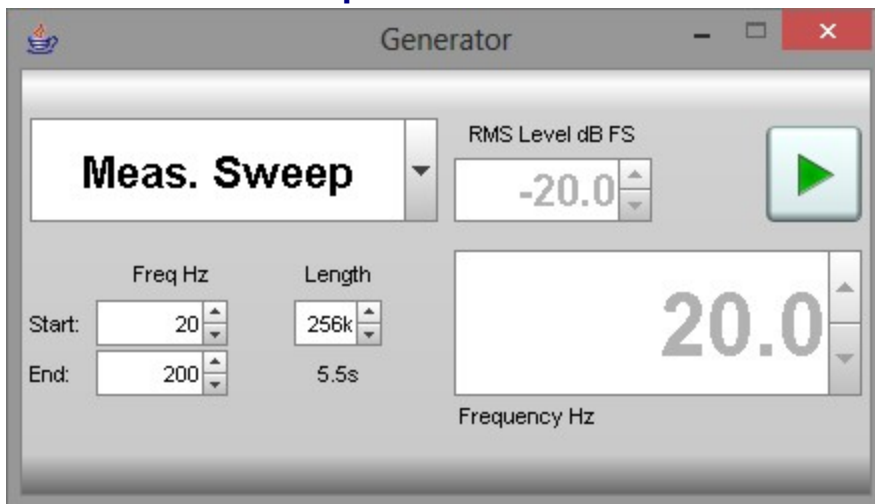 Generator
Meas. Sweep
RMS Level dB FS
-20.0
Freq Hz
Length
Start:
20
256k
End:
200
5.5s
20.0
Frequency Hz